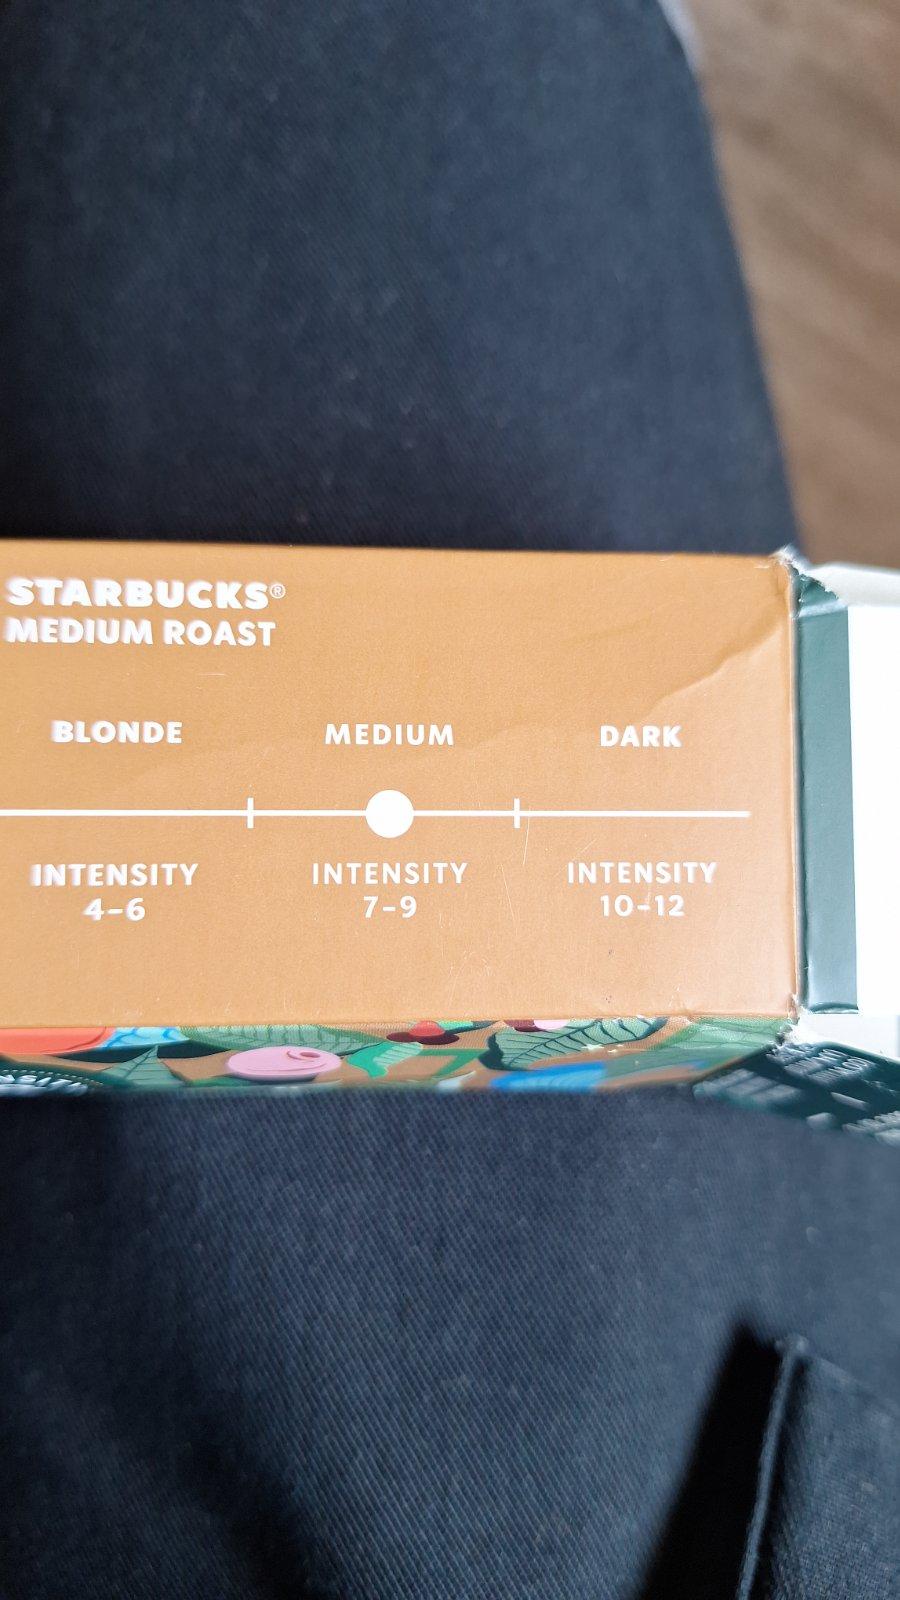 STARBUCKS®
MEDIUM ROAST
BLONDE MEDIUM DARK
INTENSITY INTENSITY INTENSITY
4-6 7-9 10-12